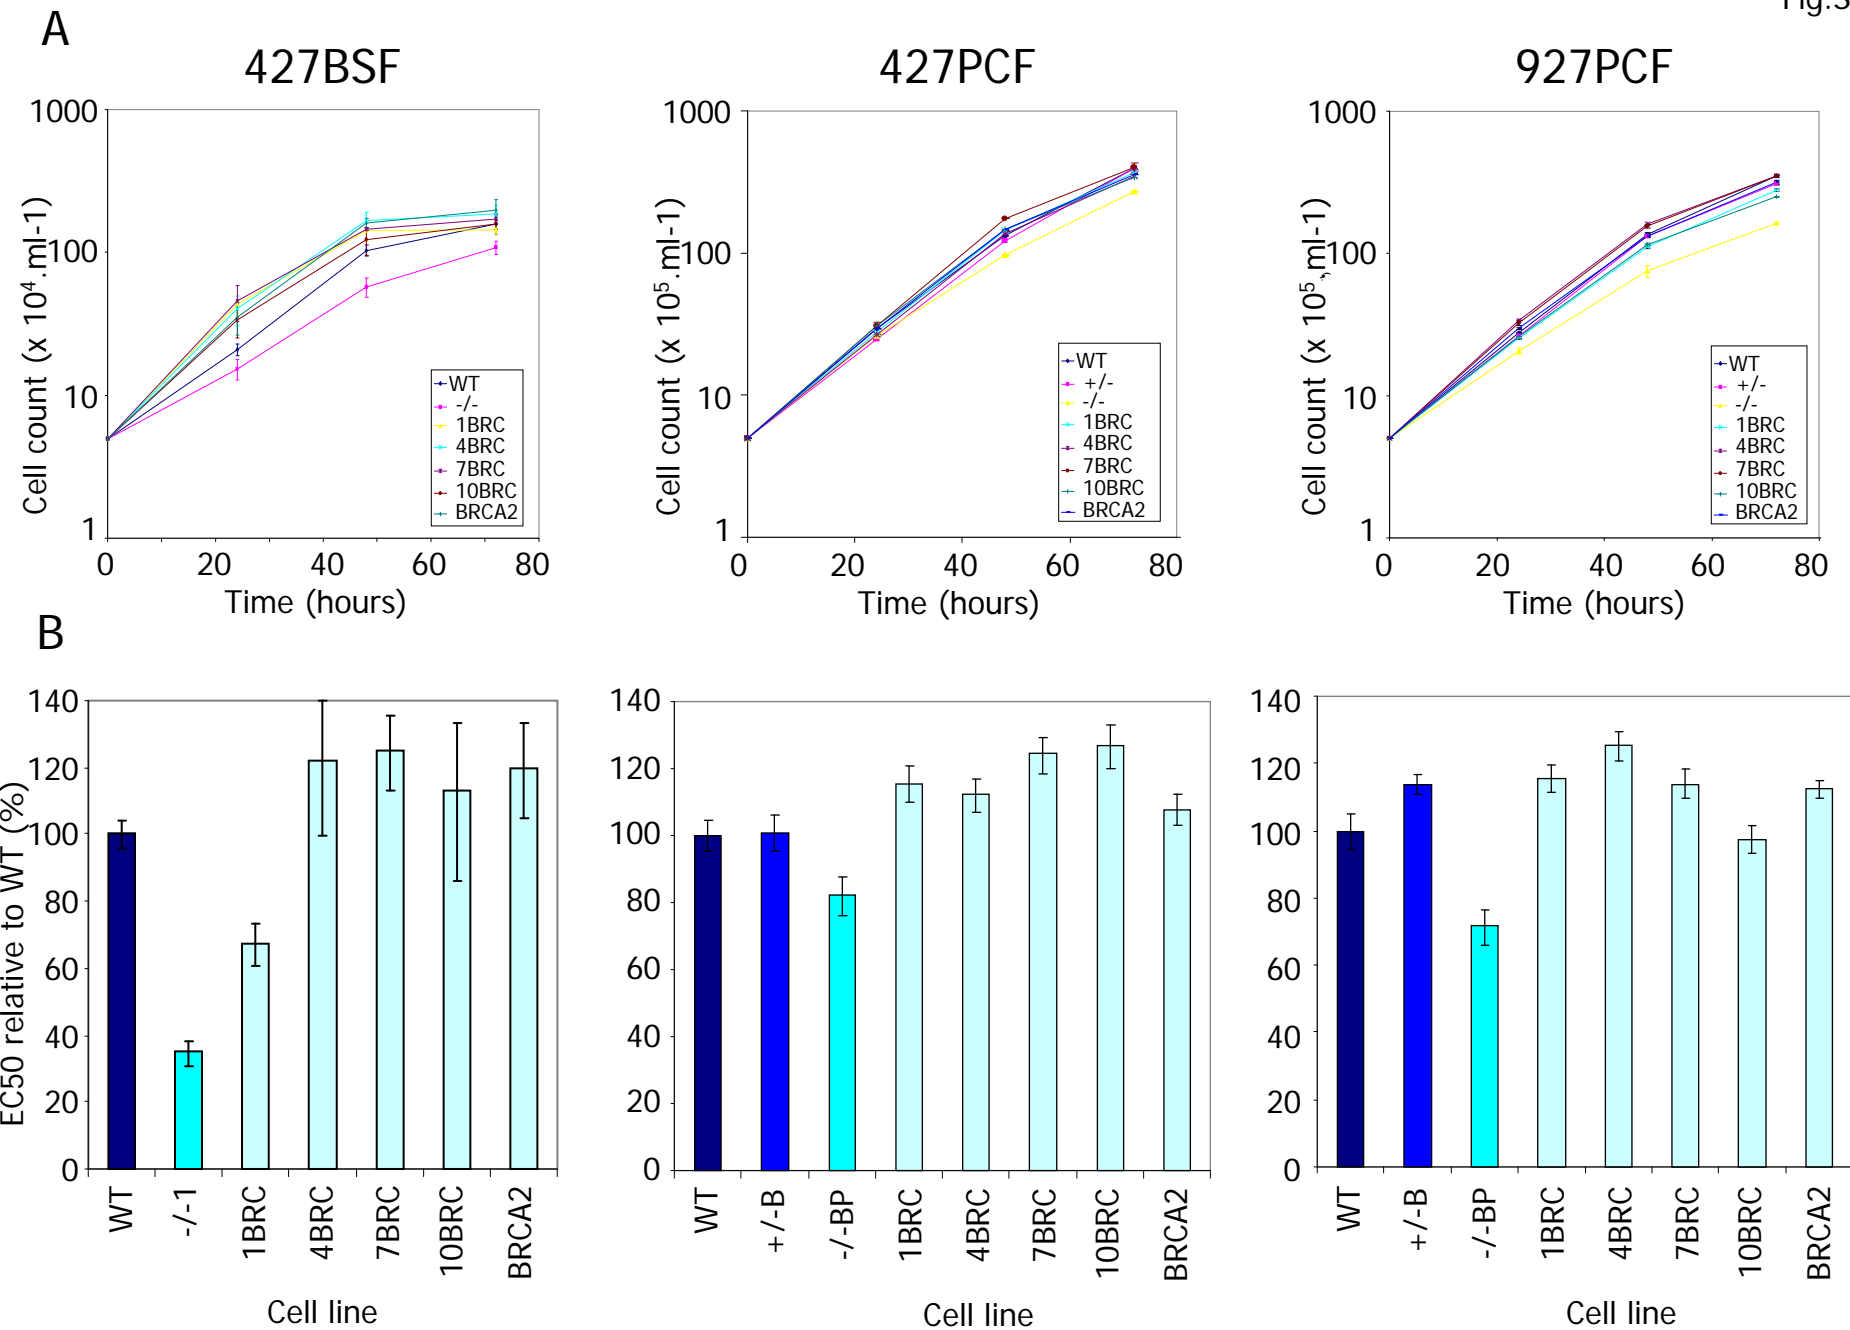 Fig.3
A
427BSF
427PCF
927PCF
Cell count (x 10⁴.ml-1)
1000
100
10
1
0 20 40 60 80
Time (hours)
WT
-/-
1BRC
4BRC
7BRC
10BRC
BRCA2
Cell count (x 10⁵.ml-1)
1000
100
10
1
0 20 40 60 80
Time (hours)
WT
+/-
-/-
1BRC
4BRC
7BRC
10BRC
BRCA2
Cell count (x 10⁵,ml-1)
1000
100
10
1
0 20 40 60 80
Time (hours)
WT
+/-
-/-
1BRC
4BRC
7BRC
10BRC
BRCA2
B
EC50 relative to WT (%)
140
120
100
80
60
40
20
0
WT -/-1 1BRC 4BRC 7BRC 10BRC BRCA2
Cell line
140
120
100
80
60
40
20
0
WT +/-B -/-BP 1BRC 4BRC 7BRC 10BRC BRCA2
Cell line
140
120
100
80
60
40
20
0
WT +/-B -/-BP 1BRC 4BRC 7BRC 10BRC BRCA2
Cell line